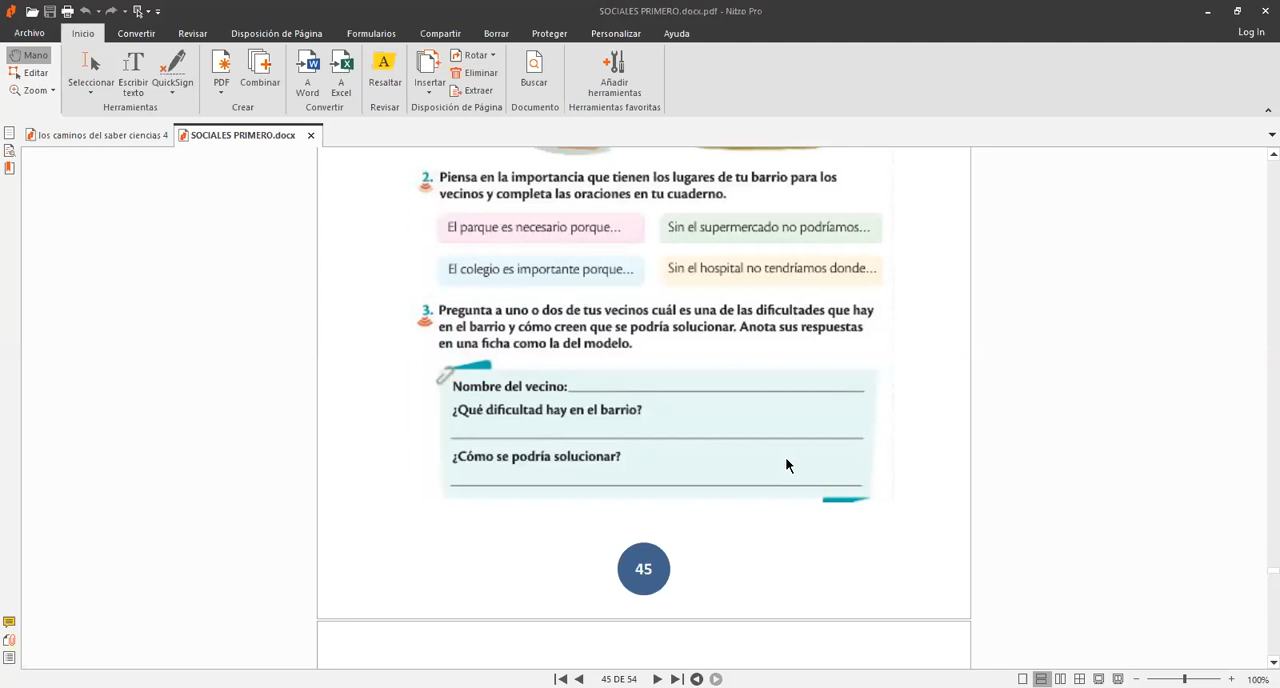 SOCIALES PRIMERO.docx.pdf - Nitro Pro
Archivo Inicio Convertir Revisar Disposición de Página Formularios Compartir Borrar Proteger Personalizar Ayuda Log In
Mano
Editar
Zoom
Seleccionar Escribir texto QuickSign
Herramientas
PDF Combinar
Crear
A Word A Excel
Convertir
Resaltar
Revisar
Insertar Rotar
Eliminar
Extraer
Disposición de Página
Buscar
Documento
Añadir herramientas
Herramientas favoritas
los caminos del saber ciencias 4 SOCIALES PRIMERO.docx
2. Piensa en la importancia que tienen los lugares de tu barrio para los
vecinos y completa las oraciones en tu cuaderno.
El parque es necesario porque... Sin el supermercado no podríamos...
El colegio es importante porque... Sin el hospital no tendríamos donde...
3. Pregunta a uno o dos de tus vecinos cuál es una de las dificultades que hay
en el barrio y cómo creen que se podría solucionar. Anota sus respuestas
en una ficha como la del modelo.
Nombre del vecino:
¿Qué dificultad hay en el barrio?
¿Cómo se podría solucionar?
45
45 DE 54
100%